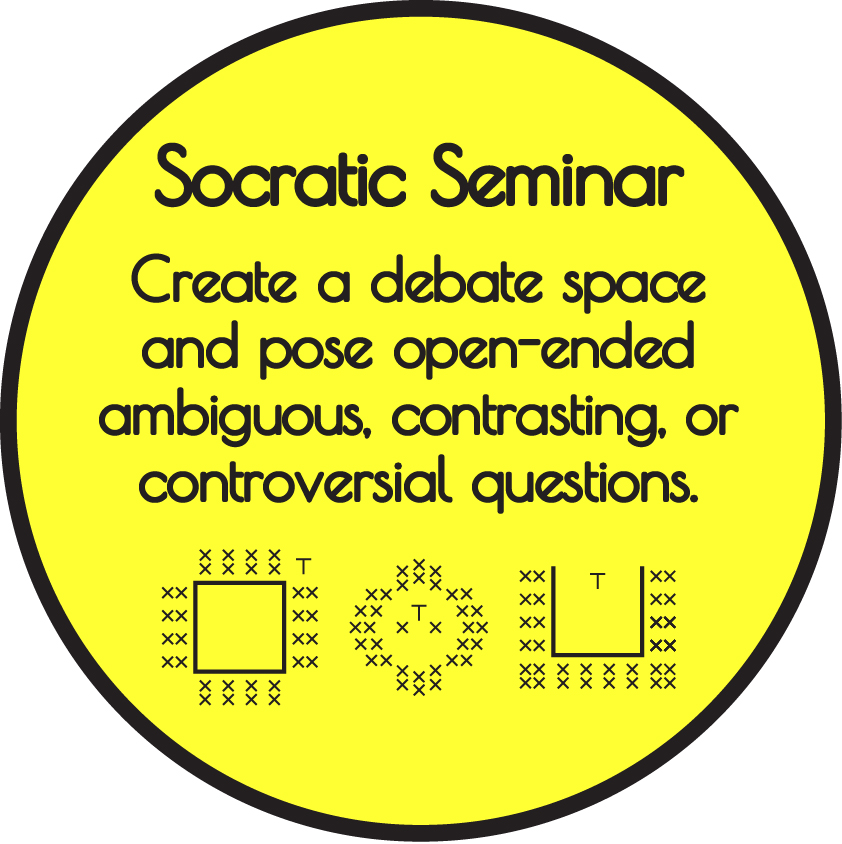 Socratic Seminar
Create a debate space
and pose open-ended
ambiguous, contrasting, or
controversial questions.
T
T
T